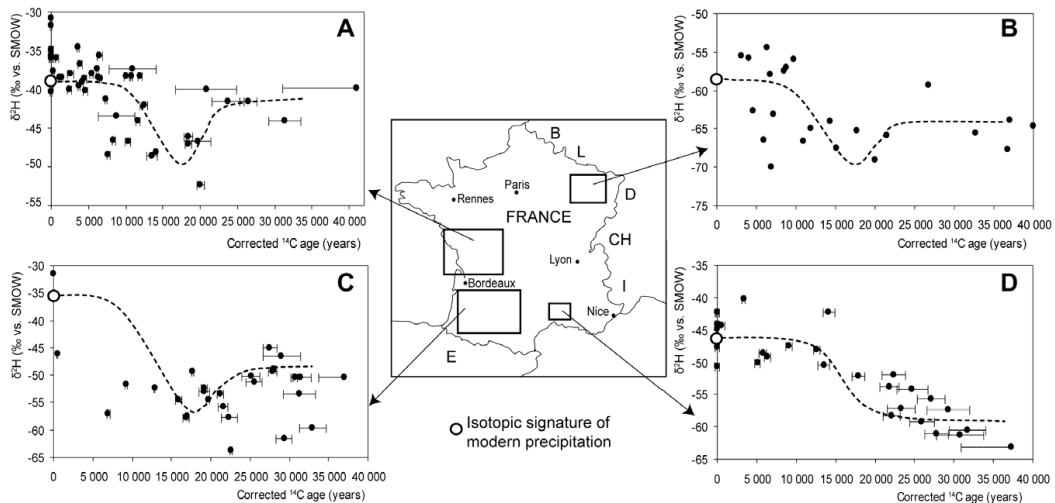 A
δ²H (‰ vs. SMOW)
-30
-35
-40
-45
-50
-55
0 5 000 10 000 15 000 20 000 25 000 30 000 35 000 40 000
Corrected ¹⁴C age (years)
B
δ²H (‰ vs. SMOW)
-50
-55
-60
-65
-70
-75
0 5 000 10 000 15 000 20 000 25 000 30 000 35 000 40 000
Corrected ¹⁴C age (years)
B
L
Paris
Rennes
D
FRANCE
CH
Lyon
I
Bordeaux
Nice
E
Isotopic signature of
modern precipitation
C
δ²H (‰ vs. SMOW)
-30
-35
-40
-45
-50
-55
-60
-65
0 5 000 10 000 15 000 20 000 25 000 30 000 35 000 40 000
Corrected ¹⁴C age (years)
D
δ²H (‰ vs. SMOW)
-35
-40
-45
-50
-55
-60
-65
0 5 000 10 000 15 000 20 000 25 000 30 000 35 000 40 000
Corrected ¹⁴C age (years)